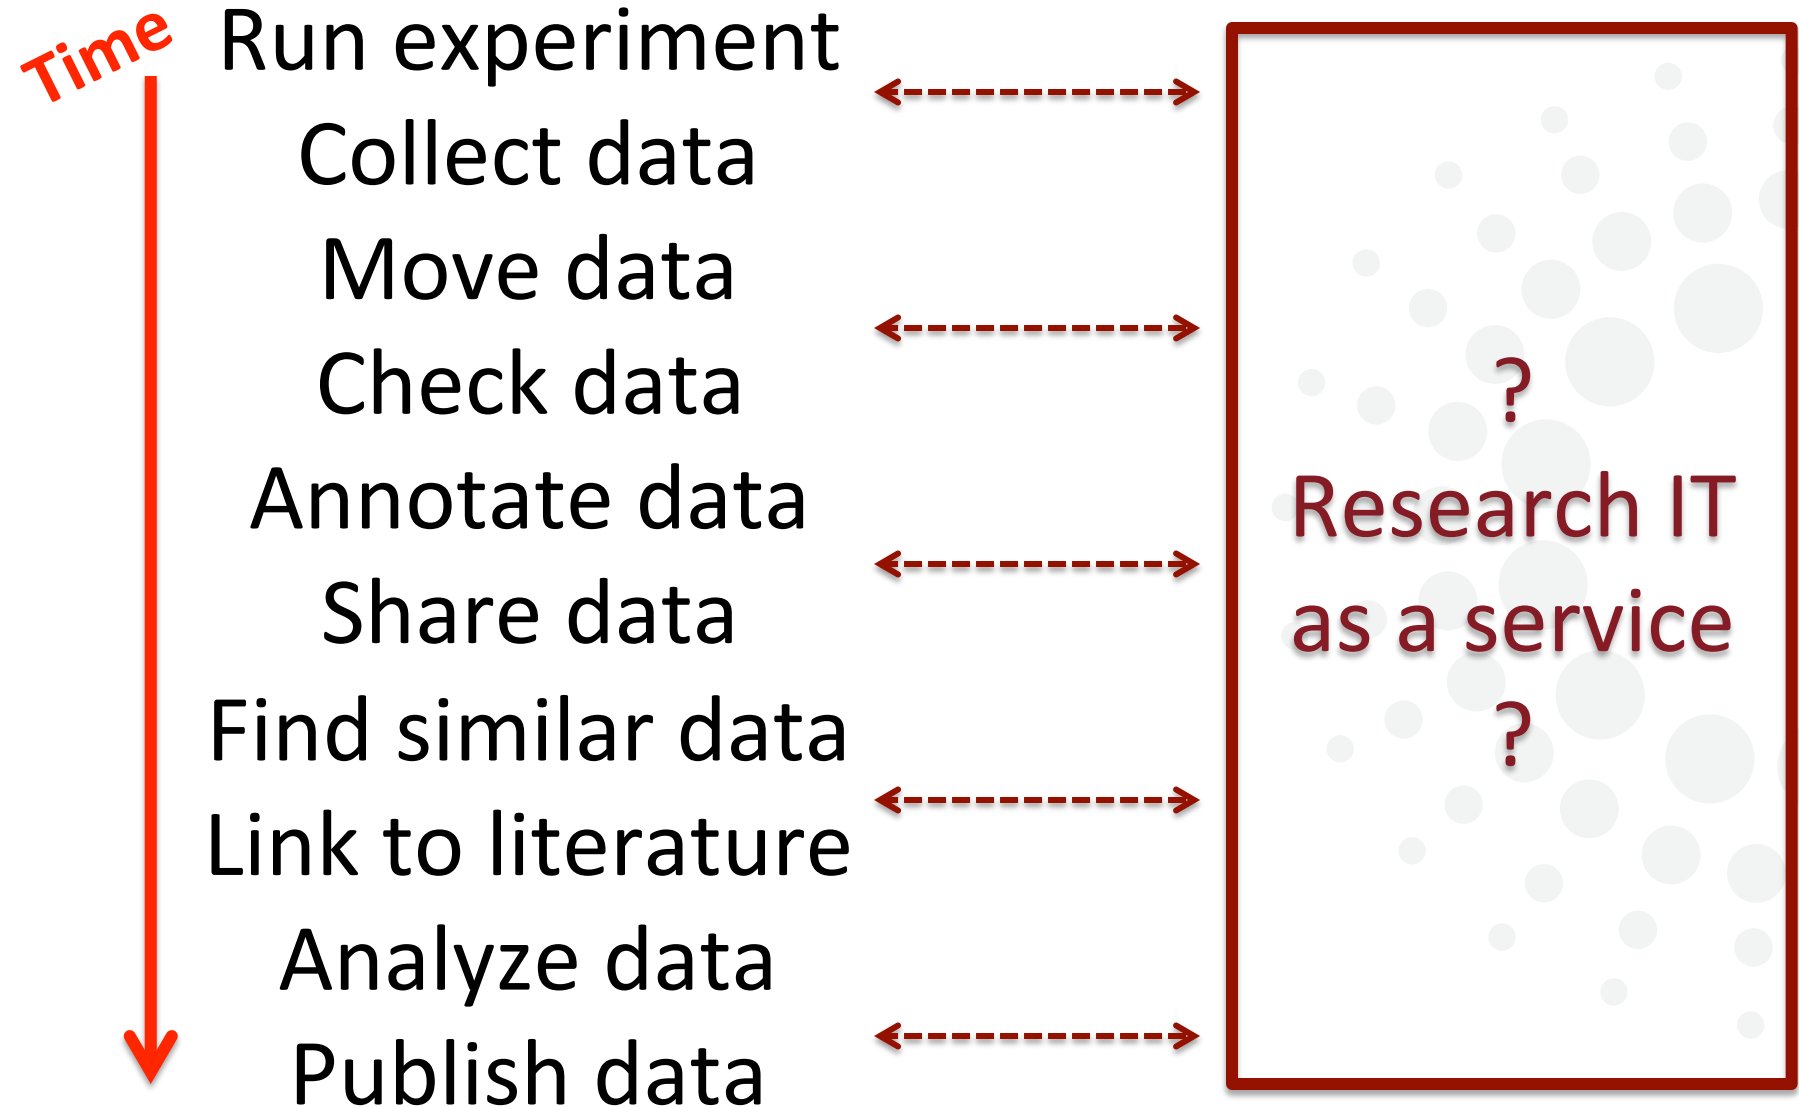 Time
Run experiment
Collect data
Move data
Check data
Annotate data
Share data
Find similar data
Link to literature
Analyze data
Publish data
?
Research IT
as a service
?